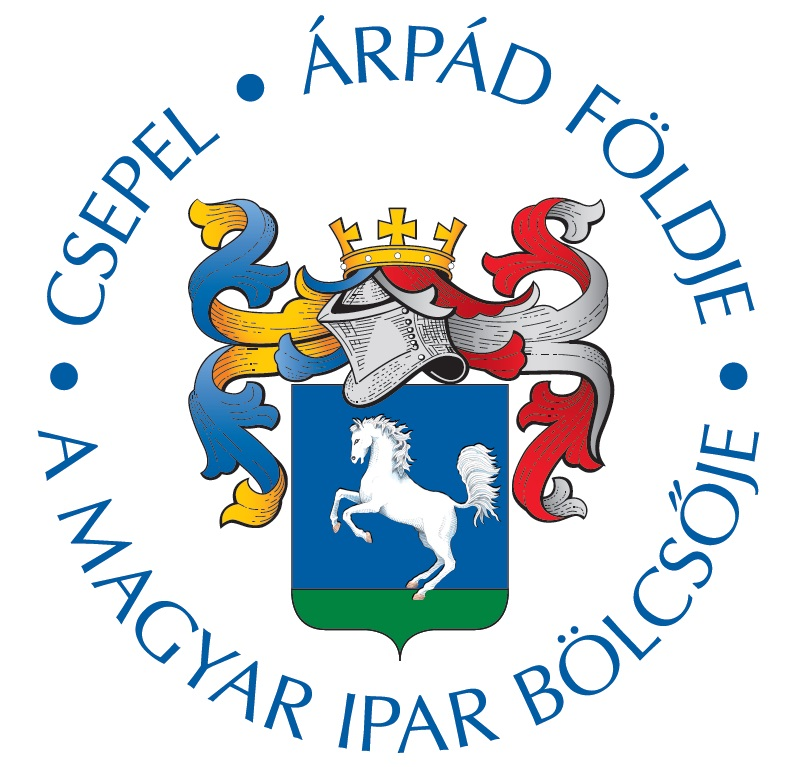 CSEPEL • ÁRPÁD FÖLDJE •
A MAGYAR IPAR BÖLCSŐJE •